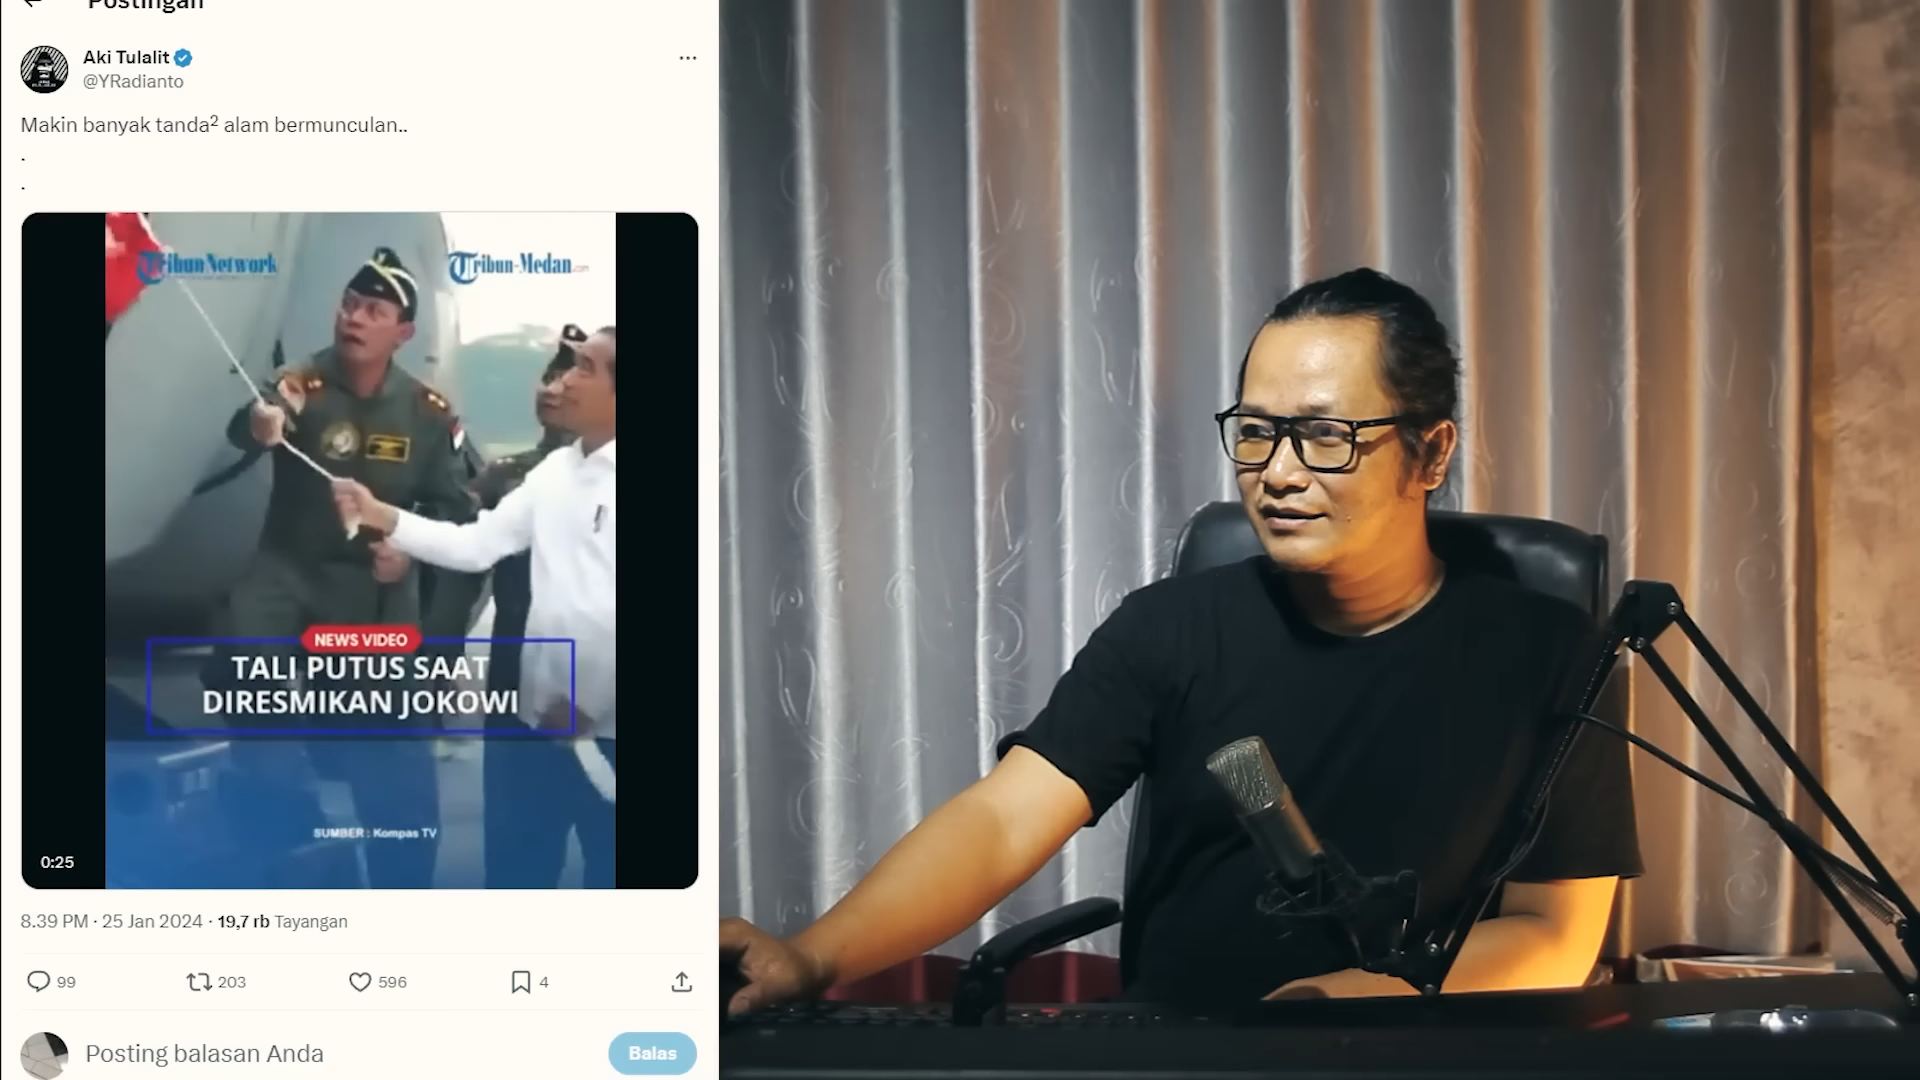 Postingan
Aki Tulalit
@YRadianto
Makin banyak tanda² alam bermunculan..
.
.
Tribun Network
Tribun-Medan.com
NEWS VIDEO
TALI PUTUS SAAT
DIRESMIKAN JOKOWI
SUMBER : Kompas TV
0:25
8.39 PM · 25 Jan 2024 · 19,7 rb Tayangan
99
203
596
4
Posting balasan Anda
Balas